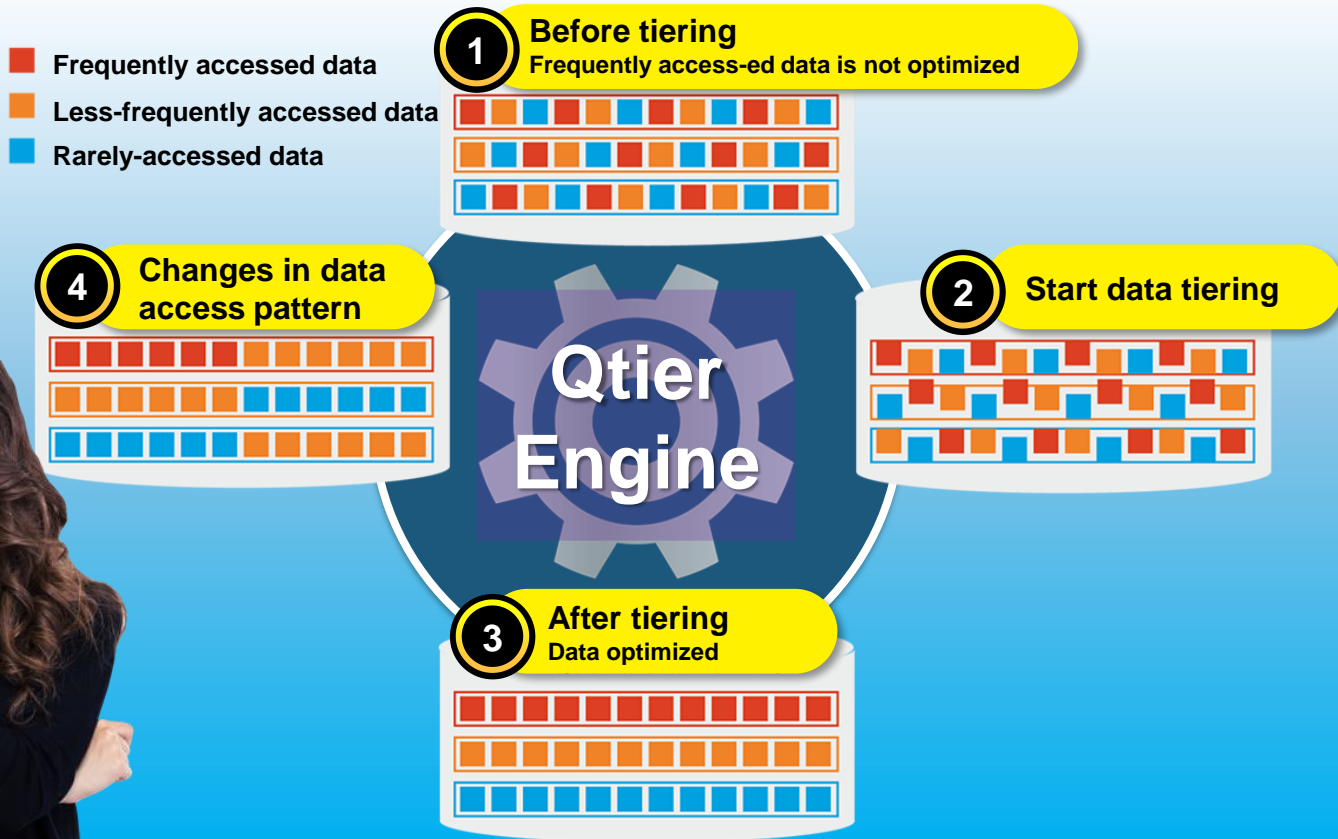 Frequently accessed data
Less-frequently accessed data
Rarely-accessed data
1
Before tiering
Frequently access-ed data is not optimized
4
Changes in data
access pattern
2
Start data tiering
Qtier
Engine
3
After tiering
Data optimized